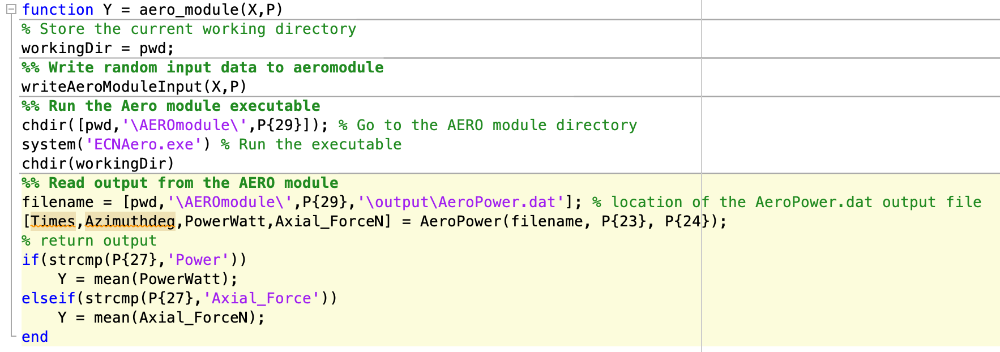 function Y = aero_module(X,P)
% Store the current working directory
workingDir = pwd;
%% Write random input data to aeromodule
writeAeroModuleInput(X,P)
%% Run the Aero module executable
chdir([pwd,'\AEROmodule\',P{29}]); % Go to the AERO module directory
system('ECNAero.exe') % Run the executable
chdir(workingDir)
%% Read output from the AERO module
filename = [pwd,'\AEROmodule\',P{29},'\output\AeroPower.dat']; % location of the AeroPower.dat output file
[Times,Azimuthdeg,PowerWatt,Axial_ForceN] = AeroPower(filename, P{23}, P{24});
% return output
if(strcmp(P{27},'Power'))
    Y = mean(PowerWatt);
elseif(strcmp(P{27},'Axial_Force'))
    Y = mean(Axial_ForceN);
end